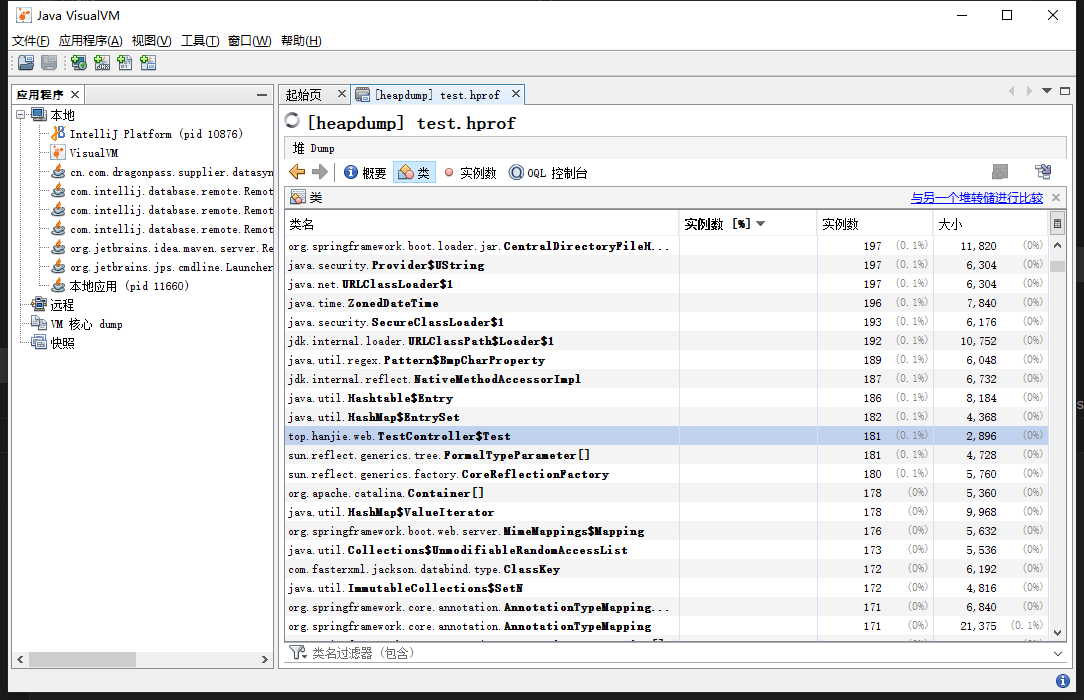 Java VisualVM
文件(F) 应用程序(A) 视图(V) 工具(T) 窗口(W) 帮助(H)
应用程序
本地
IntelliJ Platform (pid 10876)
VisualVM
cn.com.dragonpass.supplier.datasyn
com.intellij.database.remote.Remot
com.intellij.database.remote.Remot
com.intellij.database.remote.Remot
org.jetbrains.idea.maven.server.Re
org.jetbrains.jps.cmdline.Launcher
本地应用 (pid 11660)
远程
VM 核心 dump
快照
起始页 [heapdump] test.hprof
[heapdump] test.hprof
堆 Dump
概要 类 实例数 OQL 控制台
类 与另一个堆转储进行比较
类名 实例数 [%] 实例数 大小
org.springframework.boot.loader.jar.CentralDirectoryFileH... 197 (0.1%) 11,820 (0%)
java.security.Provider$UString 197 (0.1%) 6,304 (0%)
java.net.URLClassLoader$1 197 (0.1%) 6,304 (0%)
java.time.ZonedDateTime 196 (0.1%) 7,840 (0%)
java.security.SecureClassLoader$1 193 (0.1%) 6,176 (0%)
jdk.internal.loader.URLClassPath$Loader$1 192 (0.1%) 10,752 (0%)
java.util.regex.Pattern$BmpCharProperty 189 (0.1%) 6,048 (0%)
jdk.internal.reflect.NativeMethodAccessorImpl 187 (0.1%) 6,732 (0%)
java.util.Hashtable$Entry 186 (0.1%) 8,184 (0%)
java.util.HashMap$EntrySet 182 (0.1%) 4,368 (0%)
top.hanjie.web.TestController$Test 181 (0.1%) 2,896 (0%)
sun.reflect.generics.tree.FormalTypeParameter[] 181 (0.1%) 4,728 (0%)
sun.reflect.generics.factory.CoreReflectionFactory 180 (0.1%) 5,760 (0%)
org.apache.catalina.Container[] 178 (0%) 5,360 (0%)
java.util.HashMap$ValueIterator 178 (0%) 9,968 (0%)
org.springframework.boot.web.server.MimeMappings$Mapping 176 (0%) 5,632 (0%)
java.util.Collections$UnmodifiableRandomAccessList 173 (0%) 5,536 (0%)
com.fasterxml.jackson.databind.type.ClassKey 172 (0%) 6,192 (0%)
java.util.ImmutableCollections$SetN 172 (0%) 4,816 (0%)
org.springframework.core.annotation.AnnotationTypeMapping... 171 (0%) 6,840 (0%)
org.springframework.core.annotation.AnnotationTypeMapping 171 (0%) 21,375 (0.1%)
类名过滤器 (包含)